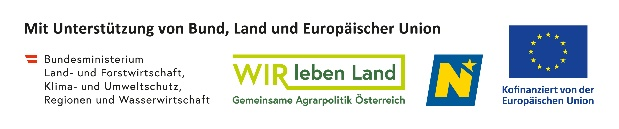 Mit Unterstützung von Bund, Land und Europäischer Union
Bundesministerium
Land- und Forstwirtschaft,
Klima- und Umweltschutz,
Regionen und Wasserwirtschaft
WIR leben Land
Gemeinsame Agrarpolitik Österreich
N
Kofinanziert von der
Europäischen Union